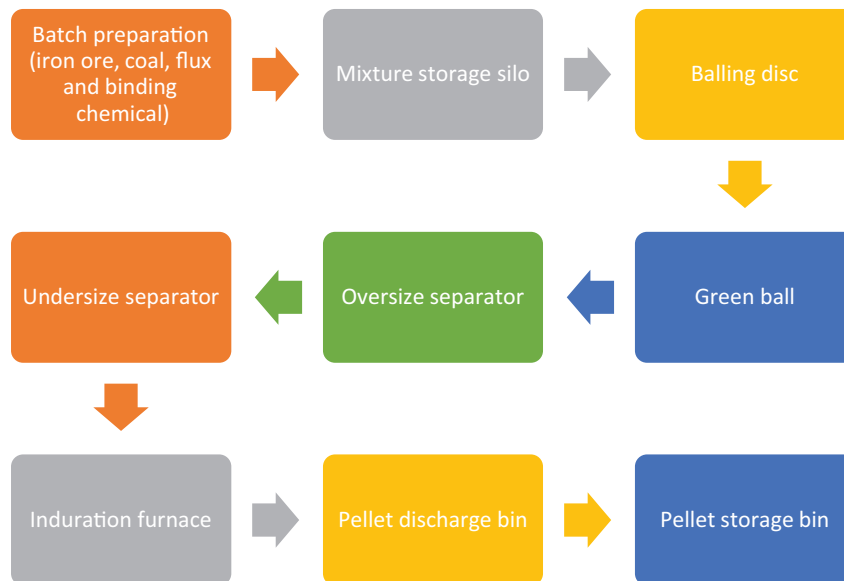 Batch preparation
(iron ore, coal, flux
and binding
chemical)
Mixture storage silo
Balling disc
Green ball
Oversize separator
Undersize separator
Induration furnace
Pellet discharge bin
Pellet storage bin